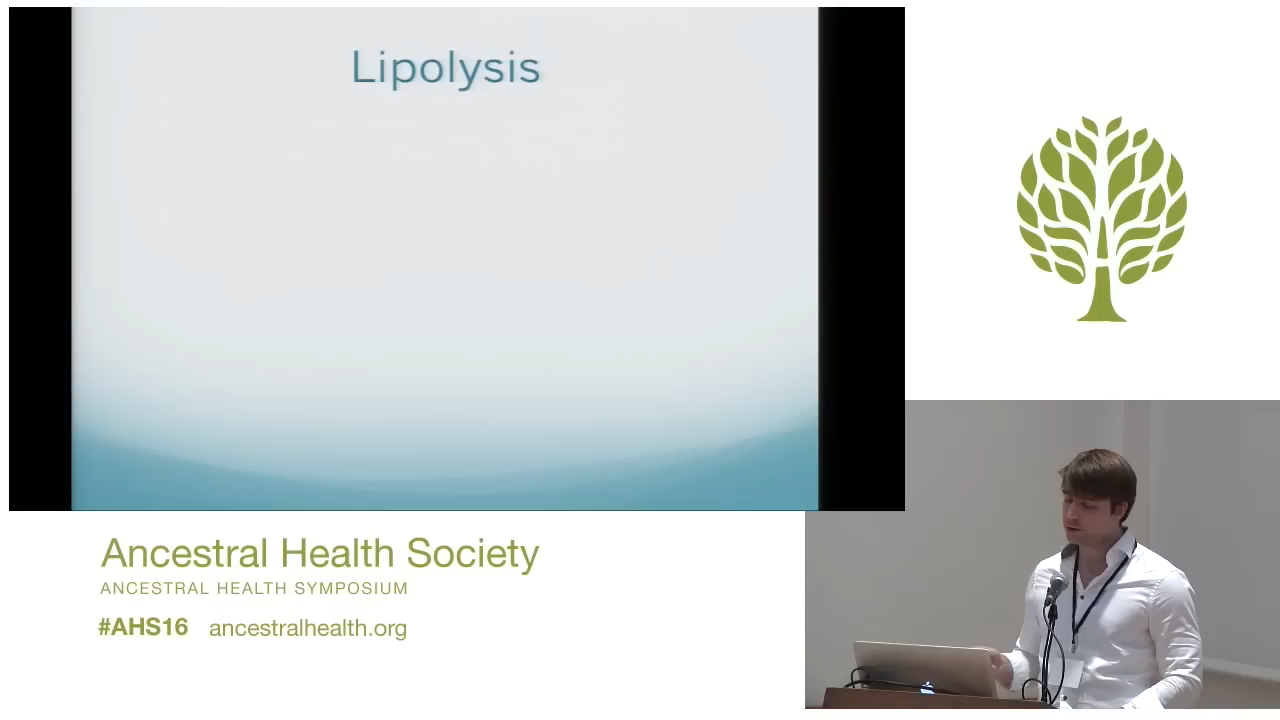 Lipolysis
Ancestral Health Society
ANCESTRAL HEALTH SYMPOSIUM
#AHS16 ancestralhealth.org